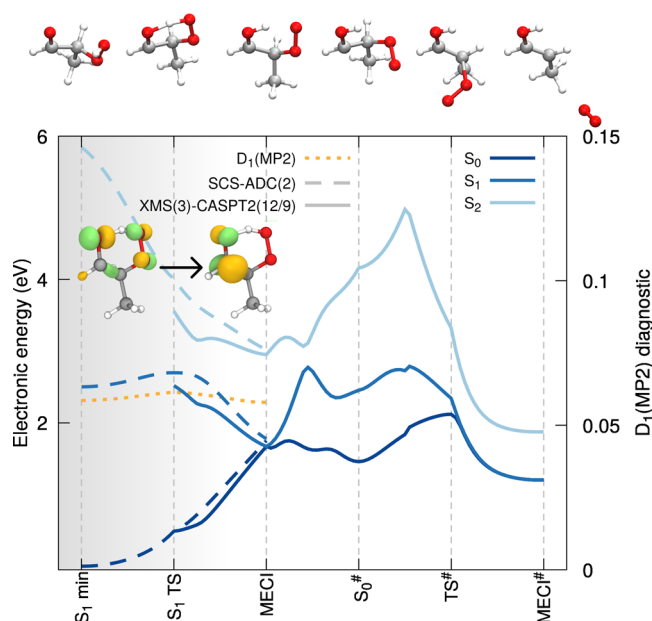 6
4
2
0.15
0.1
0.05
0
Electronic energy (eV)
D₁(MP2) diagnostic
D₁(MP2)
SCS-ADC(2)
XMS(3)-CASPT2(12/9)
S₀
S₁
S₂
S₁ min
S₁ TS
MECI
S₀#
TS#
MECI#